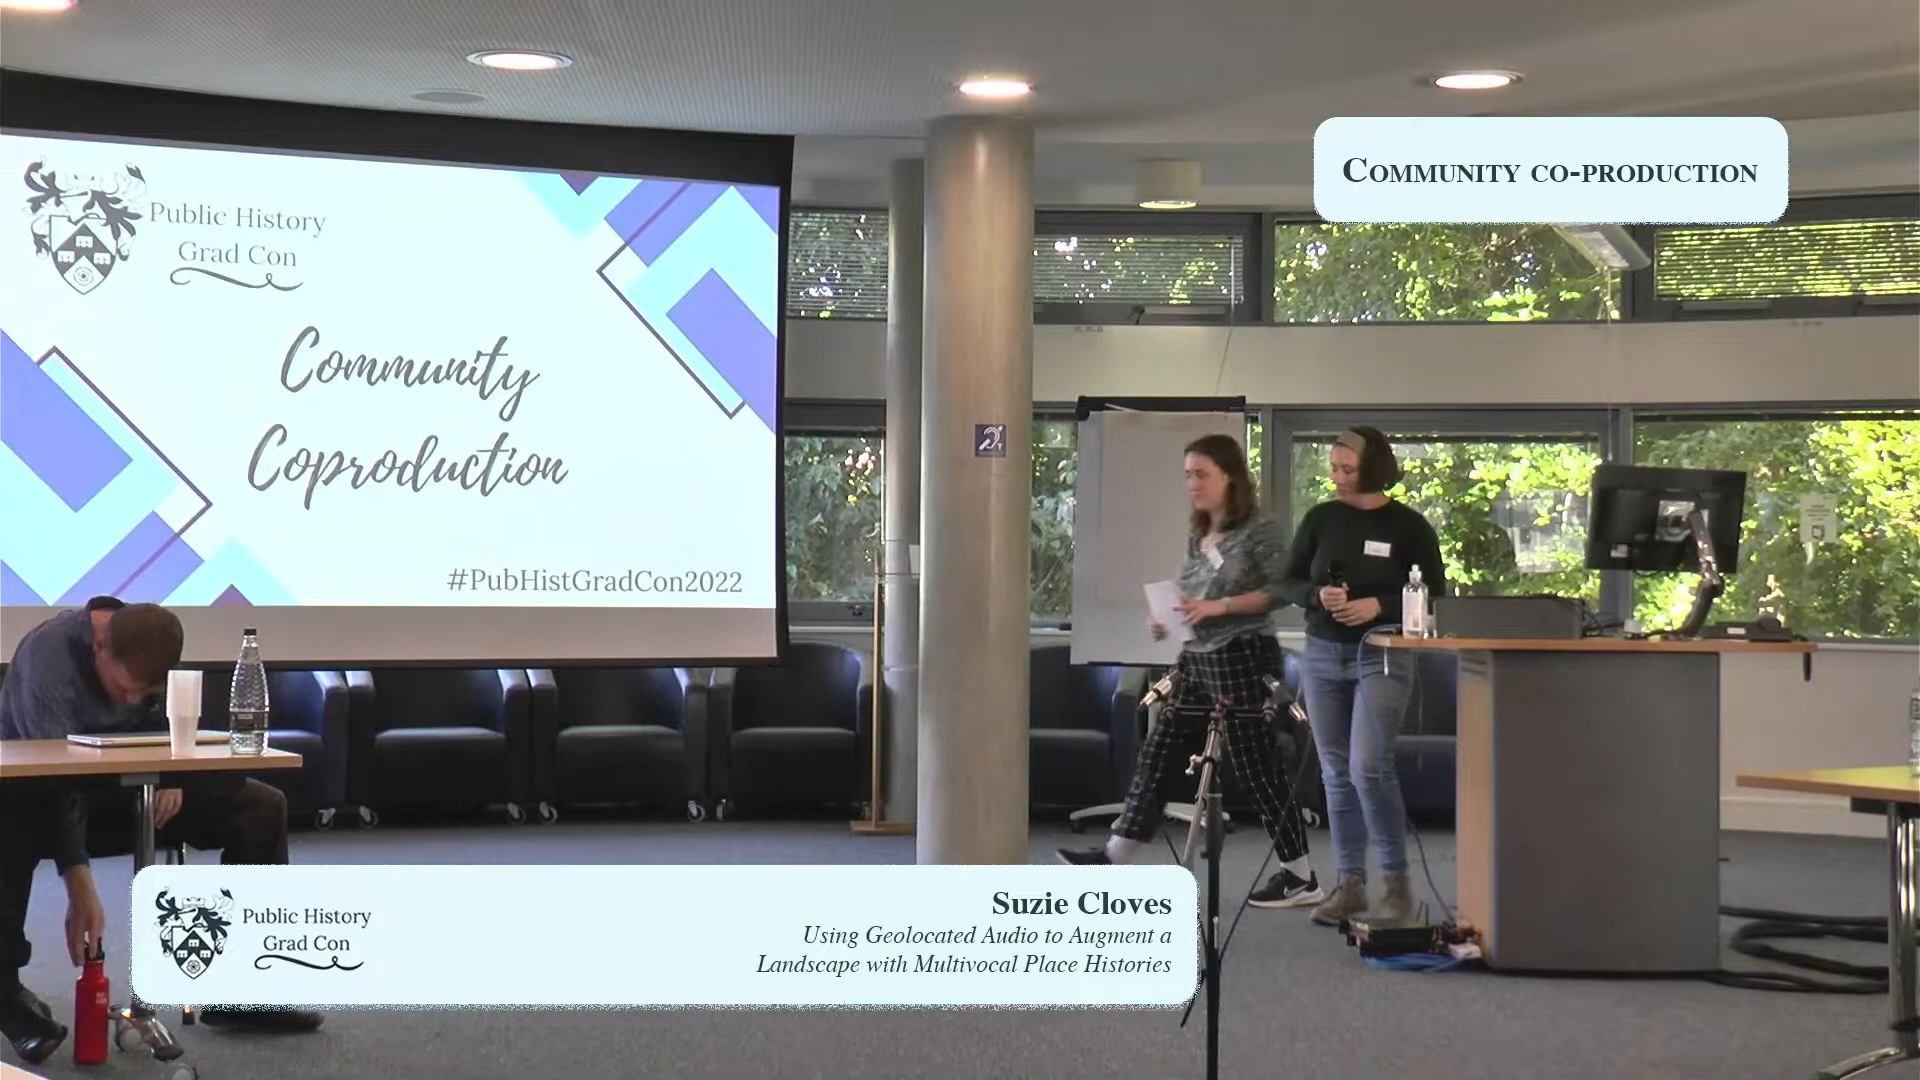 Public History
Grad Con
Community
Coproduction
#PubHistGradCon2022
COMMUNITY CO-PRODUCTION
Public History
Grad Con
Suzie Cloves
Using Geolocated Audio to Augment a
Landscape with Multivocal Place Histories